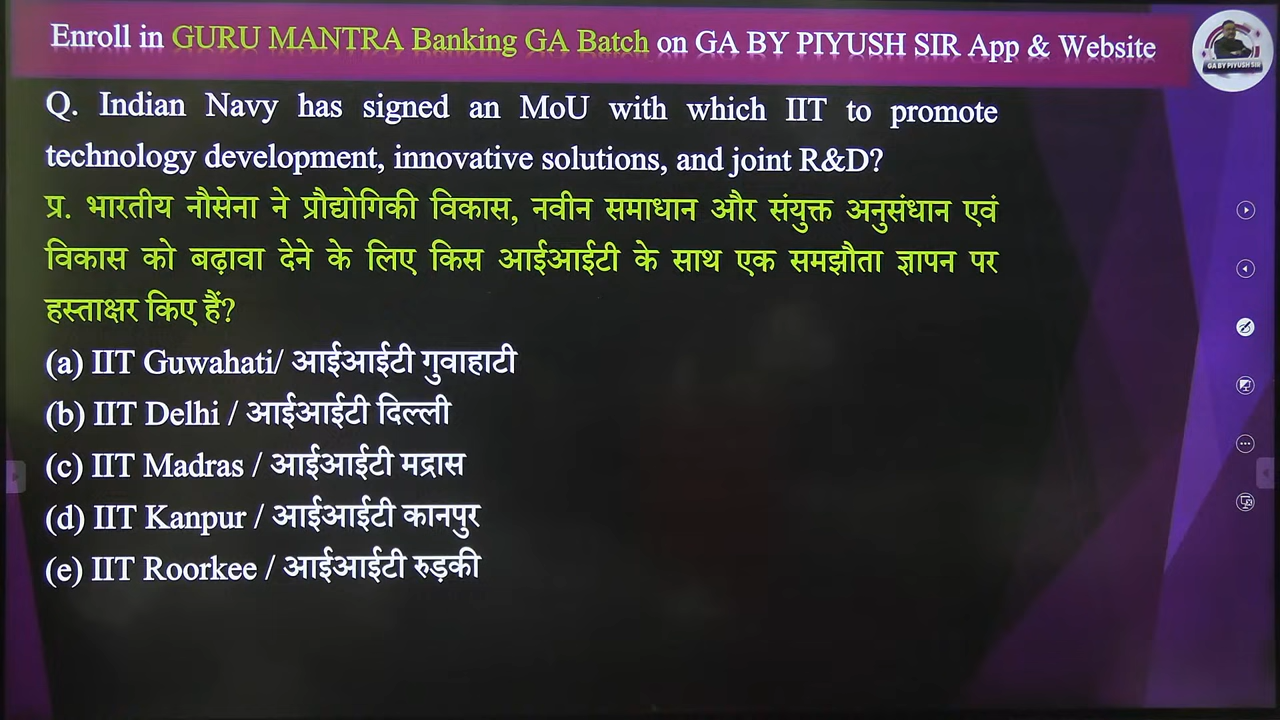 Enroll in GURU MANTRA Banking GA Batch on GA BY PIYUSH SIR App & Website
GA BY PIYUSH SIR
Q. Indian Navy has signed an MoU with which IIT to promote
technology development, innovative solutions, and joint R&D?
प्र. भारतीय नौसेना ने प्रौद्योगिकी विकास, नवीन समाधान और संयुक्त अनुसंधान एवं
विकास को बढ़ावा देने के लिए किस आईआईटी के साथ एक समझौता ज्ञापन पर
हस्ताक्षर किए हैं?
(a) IIT Guwahati/ आईआईटी गुवाहाटी
(b) IIT Delhi / आईआईटी दिल्ली
(c) IIT Madras / आईआईटी मद्रास
(d) IIT Kanpur / आईआईटी कानपुर
(e) IIT Roorkee / आईआईटी रुड़की